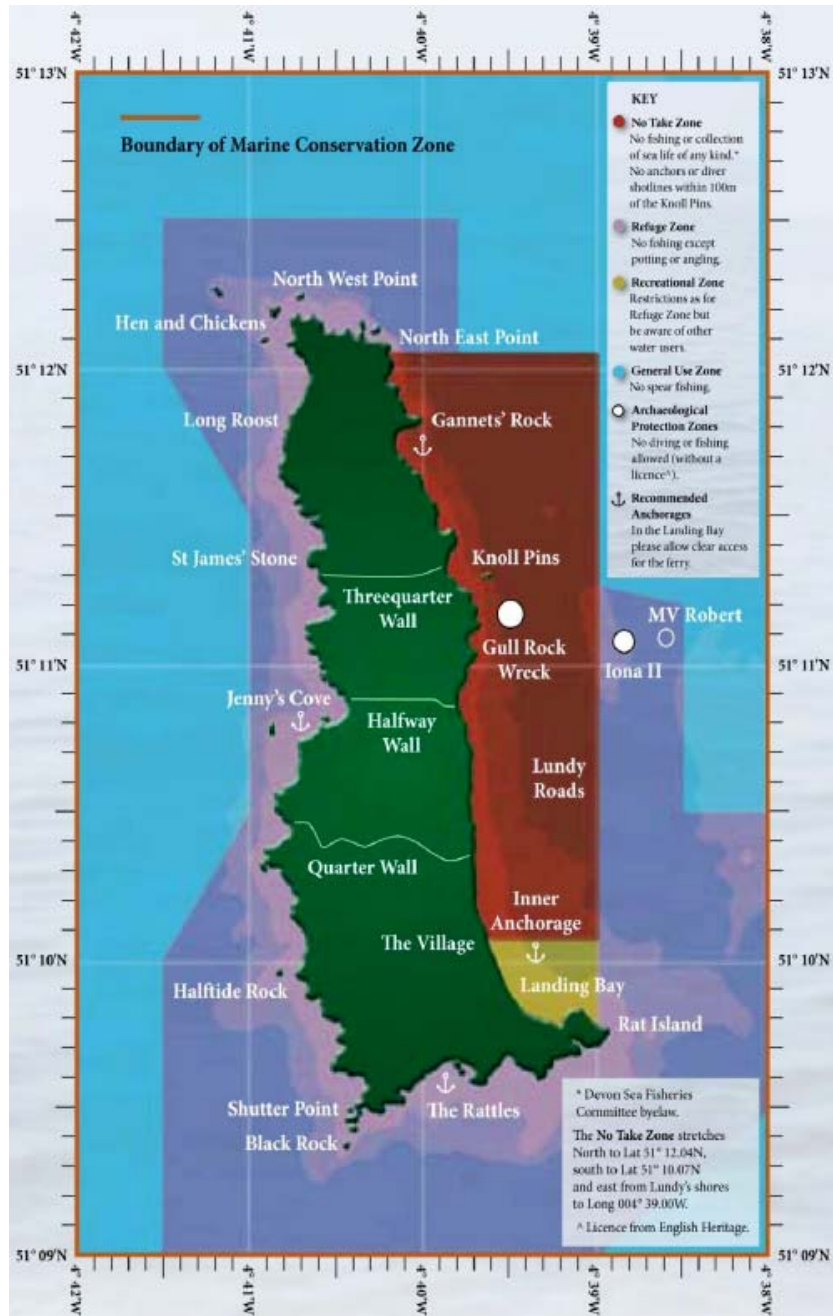 4° 42'W
4° 41'W
4° 40'W
4° 39'W
4° 38'W
51° 13'N
51° 13'N
Boundary of Marine Conservation Zone
KEY
No Take Zone
No fishing or collection
of sea life of any kind.*
No anchors or diver
shotlines within 100m
of the Knoll Pins.
Refuge Zone
No fishing except
potting or angling.
Recreational Zone
Restrictions as for
Refuge Zone but
be aware of other
water users.
General Use Zone
No spear fishing.
Archaeological
Protection Zones
No diving or fishing
allowed (without a
licence^).
Recommended
Anchorages
In the Landing Bay
please allow clear access
for the ferry.
North West Point
Hen and Chickens
North East Point
51° 12'N
51° 12'N
Long Roost
Gannets' Rock
St James' Stone
Knoll Pins
Threequarter
Wall
MV Robert
Gull Rock
Wreck
Iona II
51° 11'N
51° 11'N
Jenny's Cove
Halfway
Wall
Lundy
Roads
Quarter Wall
Inner
Anchorage
The Village
51° 10'N
51° 10'N
Halftide Rock
Landing Bay
Rat Island
Shutter Point
The Rattles
Black Rock
* Devon Sea Fisheries
Committee byelaw.
The No Take Zone stretches
North to Lat 51° 12.04N,
south to Lat 51° 10.07N
and east from Lundy's shores
to Long 004° 39.00W.
^ Licence from English Heritage.
51° 09'N
51° 09'N
4° 42'W
4° 41'W
4° 40'W
4° 39'W
4° 38'W